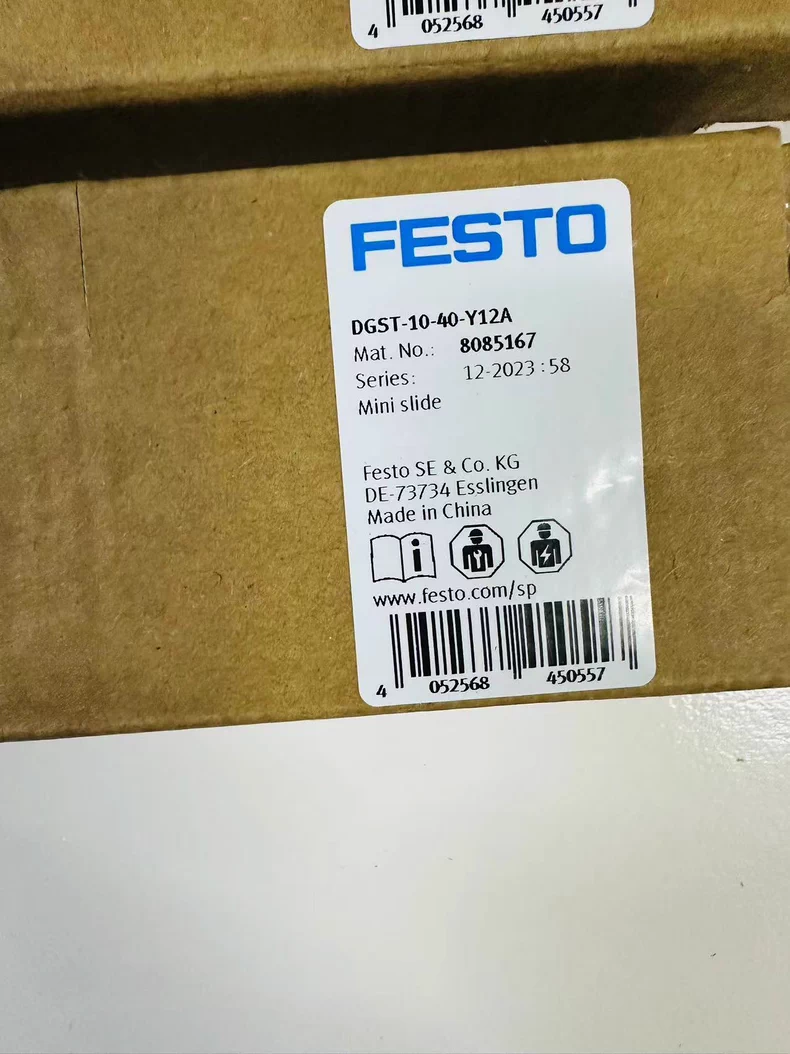 4 052568 450557
FESTO
DGST-10-40-Y12A
Mat. No.: 8085167
Series: 12-2023:58
Mini slide
Festo SE & Co. KG
DE-73734 Esslingen
Made in China
www.festo.com/sp
4 052568 450557